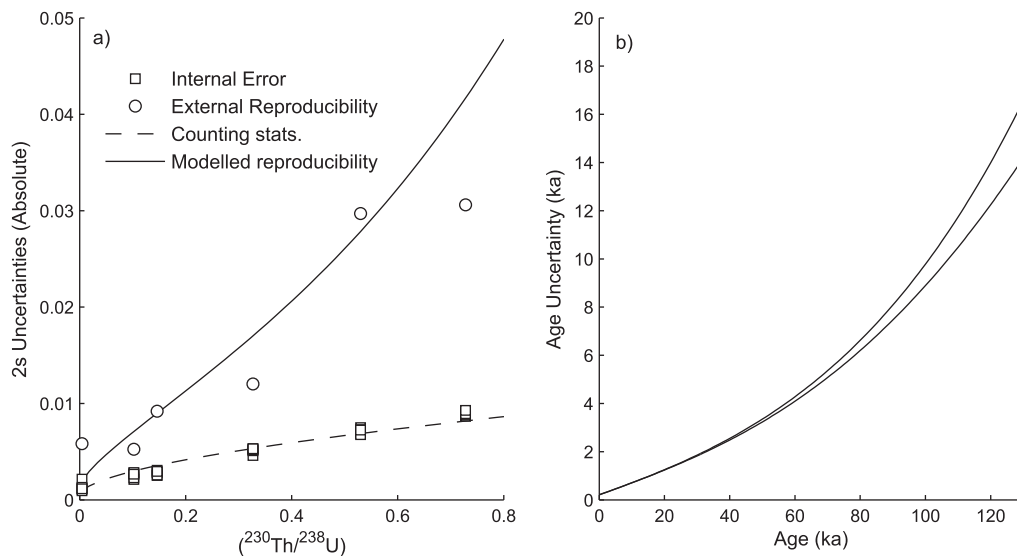 a)
Internal Error
External Reproducibility
Counting stats.
Modelled reproducibility
2s Uncertainties (Absolute)
0.05
0.04
0.03
0.02
0.01
0
0 0.2 0.4 0.6 0.8
(²³⁰Th/²³⁸U)
b)
Age Uncertainty (ka)
20
18
16
14
12
10
8
6
4
2
0
0 20 40 60 80 100 120
Age (ka)